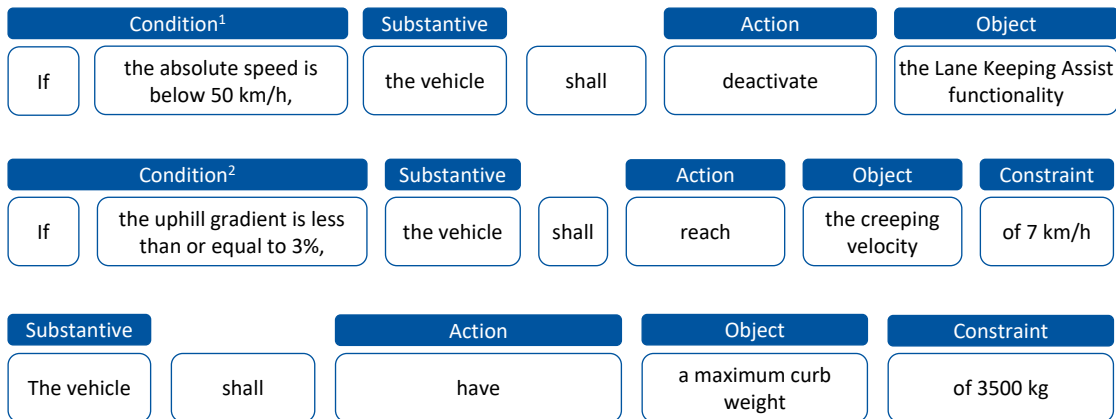 Condition¹ Substantive Action Object
If the absolute speed is below 50 km/h, the vehicle shall deactivate the Lane Keeping Assist functionality
Condition² Substantive Action Object Constraint
If the uphill gradient is less than or equal to 3%, the vehicle shall reach the creeping velocity of 7 km/h
Substantive Action Object Constraint
The vehicle shall have a maximum curb weight of 3500 kg